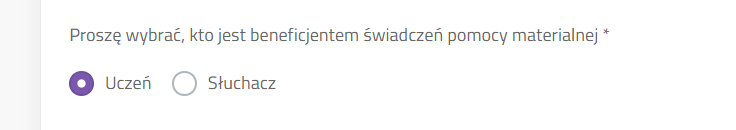 Proszę wybrać, kto jest beneficjentem świadczeń pomocy materialnej *
Uczeń Słuchacz